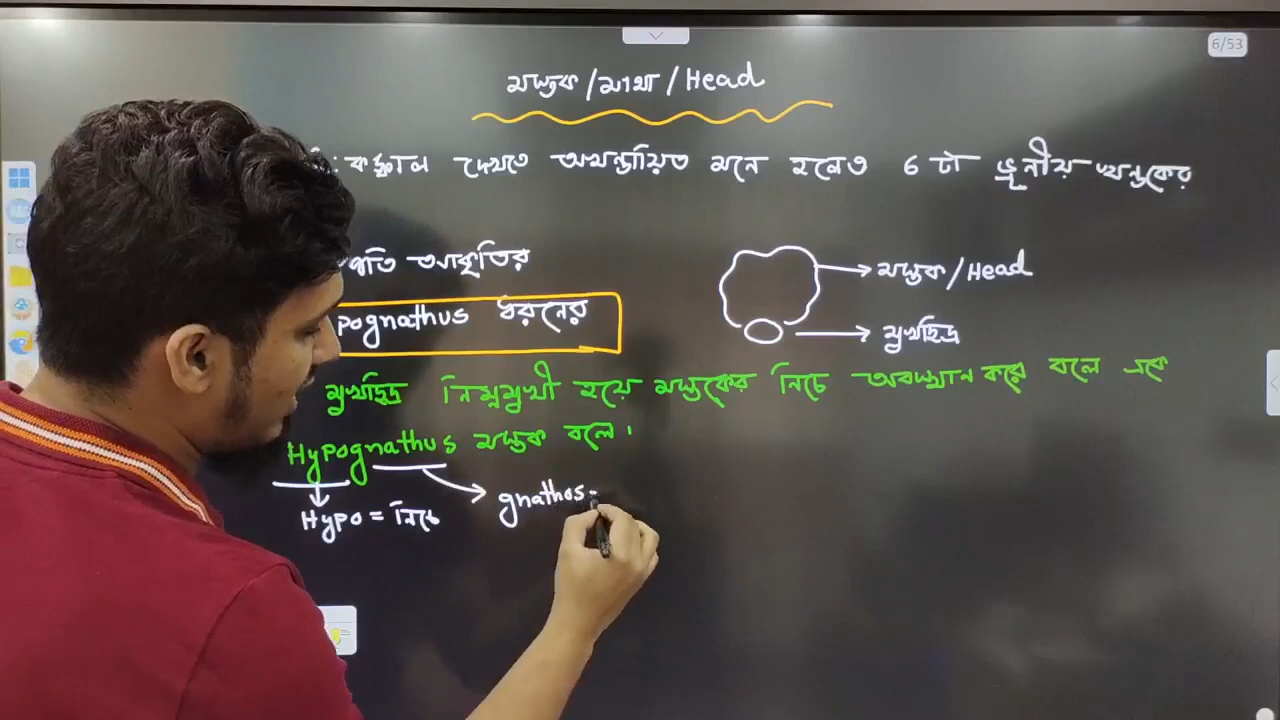 6/53
মস্তক/মাথা/Head
কঙ্কাল দেখতে অখন্ডায়িত মনে হলেও 6 টা ভ্রূনীয় খন্ডকের
আকৃতির
pognathus ধরনের
মস্তক/Head
মুখছিদ্র
মুখছিদ্র নিম্নমুখী হয়ে মস্তকের নিচে অবস্থান করে বলে একে
Hypognathus মস্তক বলে।
Hypo = নিচে
gnathos